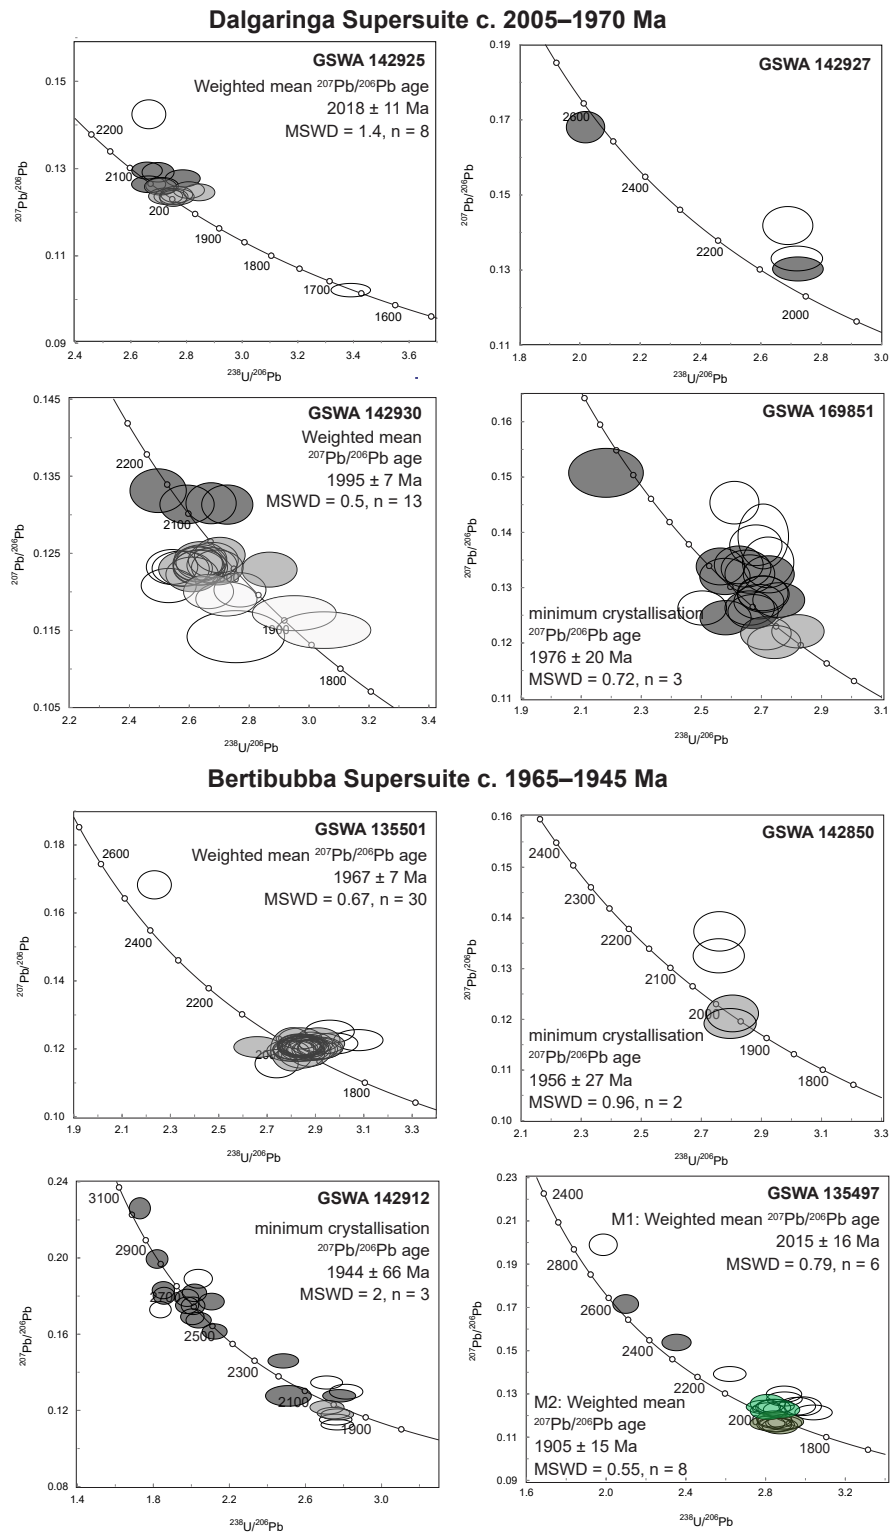 Dalgaringa Supersuite c. 2005–1970 Ma
GSWA 142925
Weighted mean ²⁰⁷Pb/²⁰⁶Pb age
2018 ± 11 Ma
MSWD = 1.4, n = 8
0.15
0.13
0.11
0.09
²⁰⁷Pb/²⁰⁶Pb
2200
2100
200
1900
1800
1700
1600
2.4 2.6 2.8 3.0 3.2 3.4 3.6
²³⁸U/²⁰⁶Pb
GSWA 142927
0.19
0.17
0.15
0.13
0.11
²⁰⁷Pb/²⁰⁶Pb
2600
2400
2200
2000
1.8 2.0 2.2 2.4 2.6 2.8 3.0
²³⁸U/²⁰⁶Pb
GSWA 142930
Weighted mean
²⁰⁷Pb/²⁰⁶Pb age
1995 ± 7 Ma
MSWD = 0.5, n = 13
0.145
0.135
0.125
0.115
0.105
²⁰⁷Pb/²⁰⁶Pb
2200
2100
1900
1800
2.2 2.4 2.6 2.8 3.0 3.2 3.4
²³⁸U/²⁰⁶Pb
GSWA 169851
0.16
0.15
0.14
0.13
0.12
0.11
²⁰⁷Pb/²⁰⁶Pb
minimum crystallisation
²⁰⁷Pb/²⁰⁶Pb age
1976 ± 20 Ma
MSWD = 0.72, n = 3
1.9 2.1 2.3 2.5 2.7 2.9 3.1
²³⁸U/²⁰⁶Pb
Bertibubba Supersuite c. 1965–1945 Ma
GSWA 135501
Weighted mean ²⁰⁷Pb/²⁰⁶Pb age
1967 ± 7 Ma
MSWD = 0.67, n = 30
0.18
0.16
0.14
0.12
0.10
²⁰⁷Pb/²⁰⁶Pb
2600
2400
2200
1800
1.9 2.1 2.3 2.5 2.7 2.9 3.1 3.3
²³⁸U/²⁰⁶Pb
GSWA 142850
0.16
0.15
0.14
0.13
0.12
0.11
0.10
²⁰⁷Pb/²⁰⁶Pb
2400
2300
2200
2100
2000
1900
1800
minimum crystallisation
²⁰⁷Pb/²⁰⁶Pb age
1956 ± 27 Ma
MSWD = 0.96, n = 2
2.1 2.3 2.5 2.7 2.9 3.1 3.3
²³⁸U/²⁰⁶Pb
GSWA 142912
minimum crystallisation
²⁰⁷Pb/²⁰⁶Pb age
1944 ± 66 Ma
MSWD = 2, n = 3
0.24
0.20
0.16
0.12
0.08
²⁰⁷Pb/²⁰⁶Pb
3100
2900
2700
2500
2300
2100
1900
1.4 1.8 2.2 2.6 3.0
²³⁸U/²⁰⁶Pb
GSWA 135497
M1: Weighted mean ²⁰⁷Pb/²⁰⁶Pb age
2015 ± 16 Ma
MSWD = 0.79, n = 6
0.23
0.21
0.19
0.17
0.15
0.13
0.11
0.09
²⁰⁷Pb/²⁰⁶Pb
2400
2800
2600
2400
2200
2000
1800
M2: Weighted mean
²⁰⁷Pb/²⁰⁶Pb age
1905 ± 15 Ma
MSWD = 0.55, n = 8
1.6 2.0 2.4 2.8 3.2
²³⁸U/²⁰⁶Pb